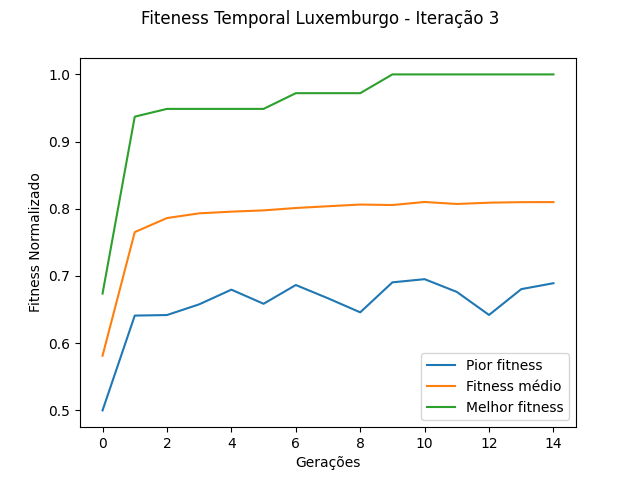 Fiteness Temporal Luxemburgo - Iteração 3
1.0
0.9
0.8
0.7
0.6
0.5
Fitness Normalizado
Pior fitness
Fitness médio
Melhor fitness
0 2 4 6 8 10 12 14
Gerações